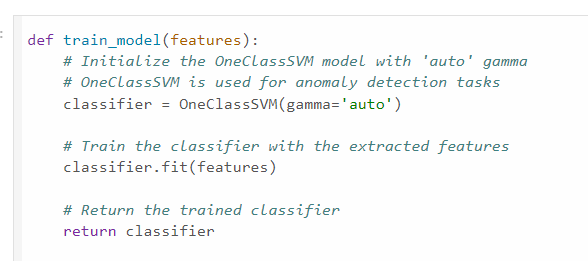 def train_model(features):
    # Initialize the OneClassSVM model with 'auto' gamma
    # OneClassSVM is used for anomaly detection tasks
    classifier = OneClassSVM(gamma='auto')
    # Train the classifier with the extracted features
    classifier.fit(features)
    # Return the trained classifier
    return classifier